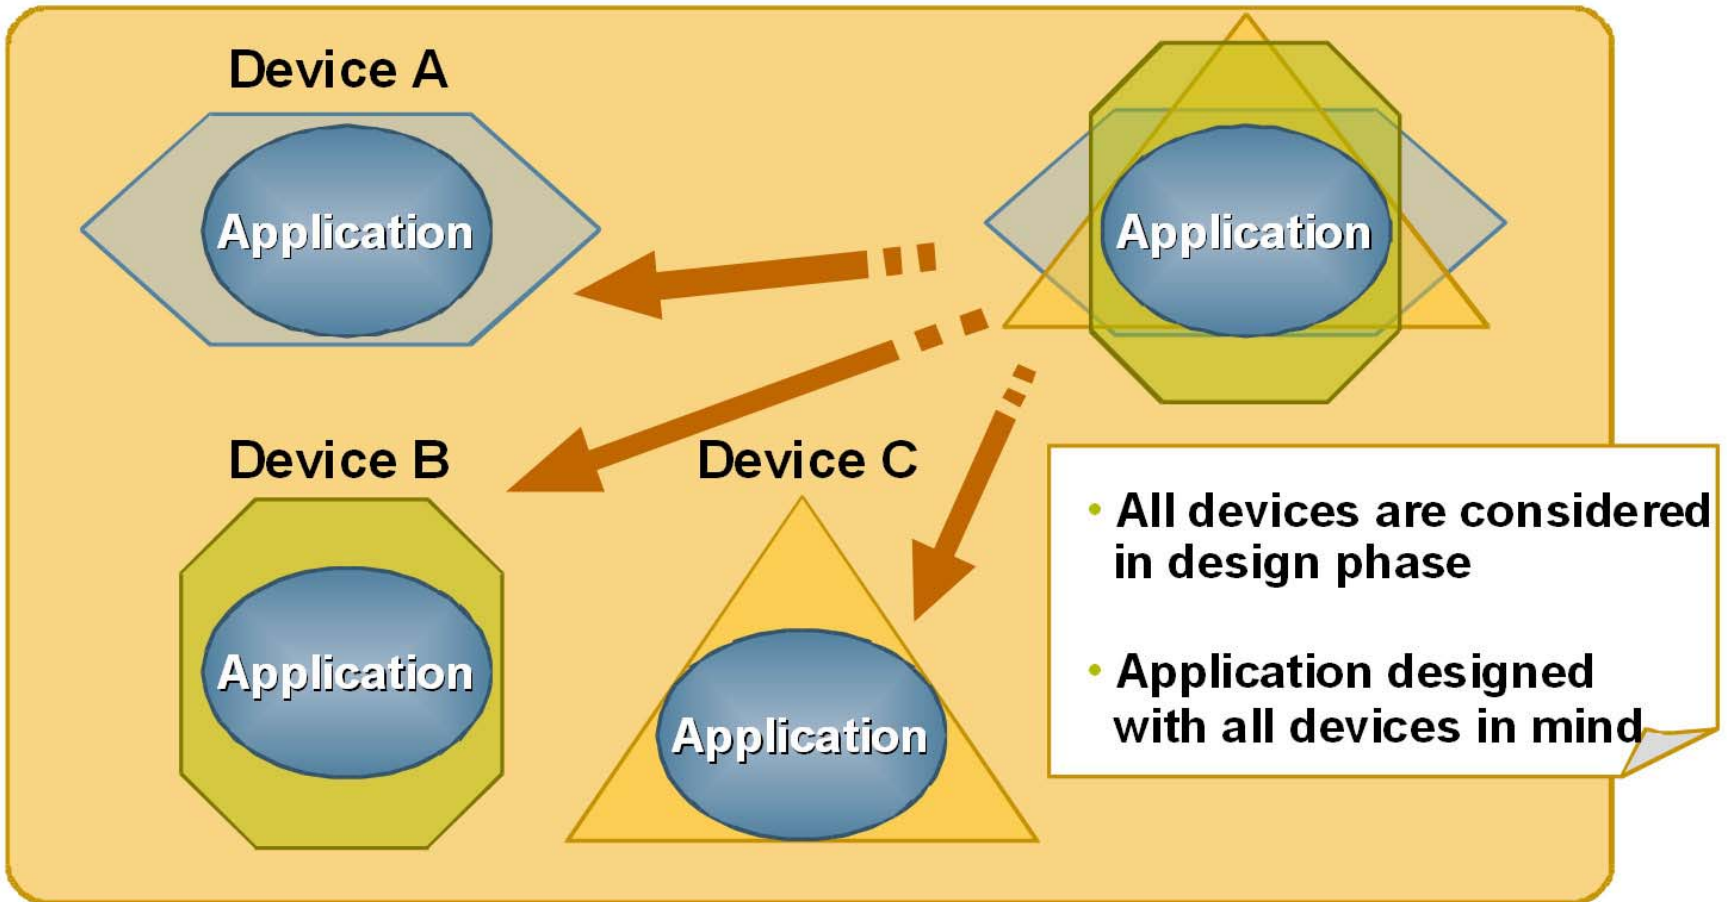 Device A
Application
Application
Device B
Application
Device C
Application
• All devices are considered
in design phase
• Application designed
with all devices in mind